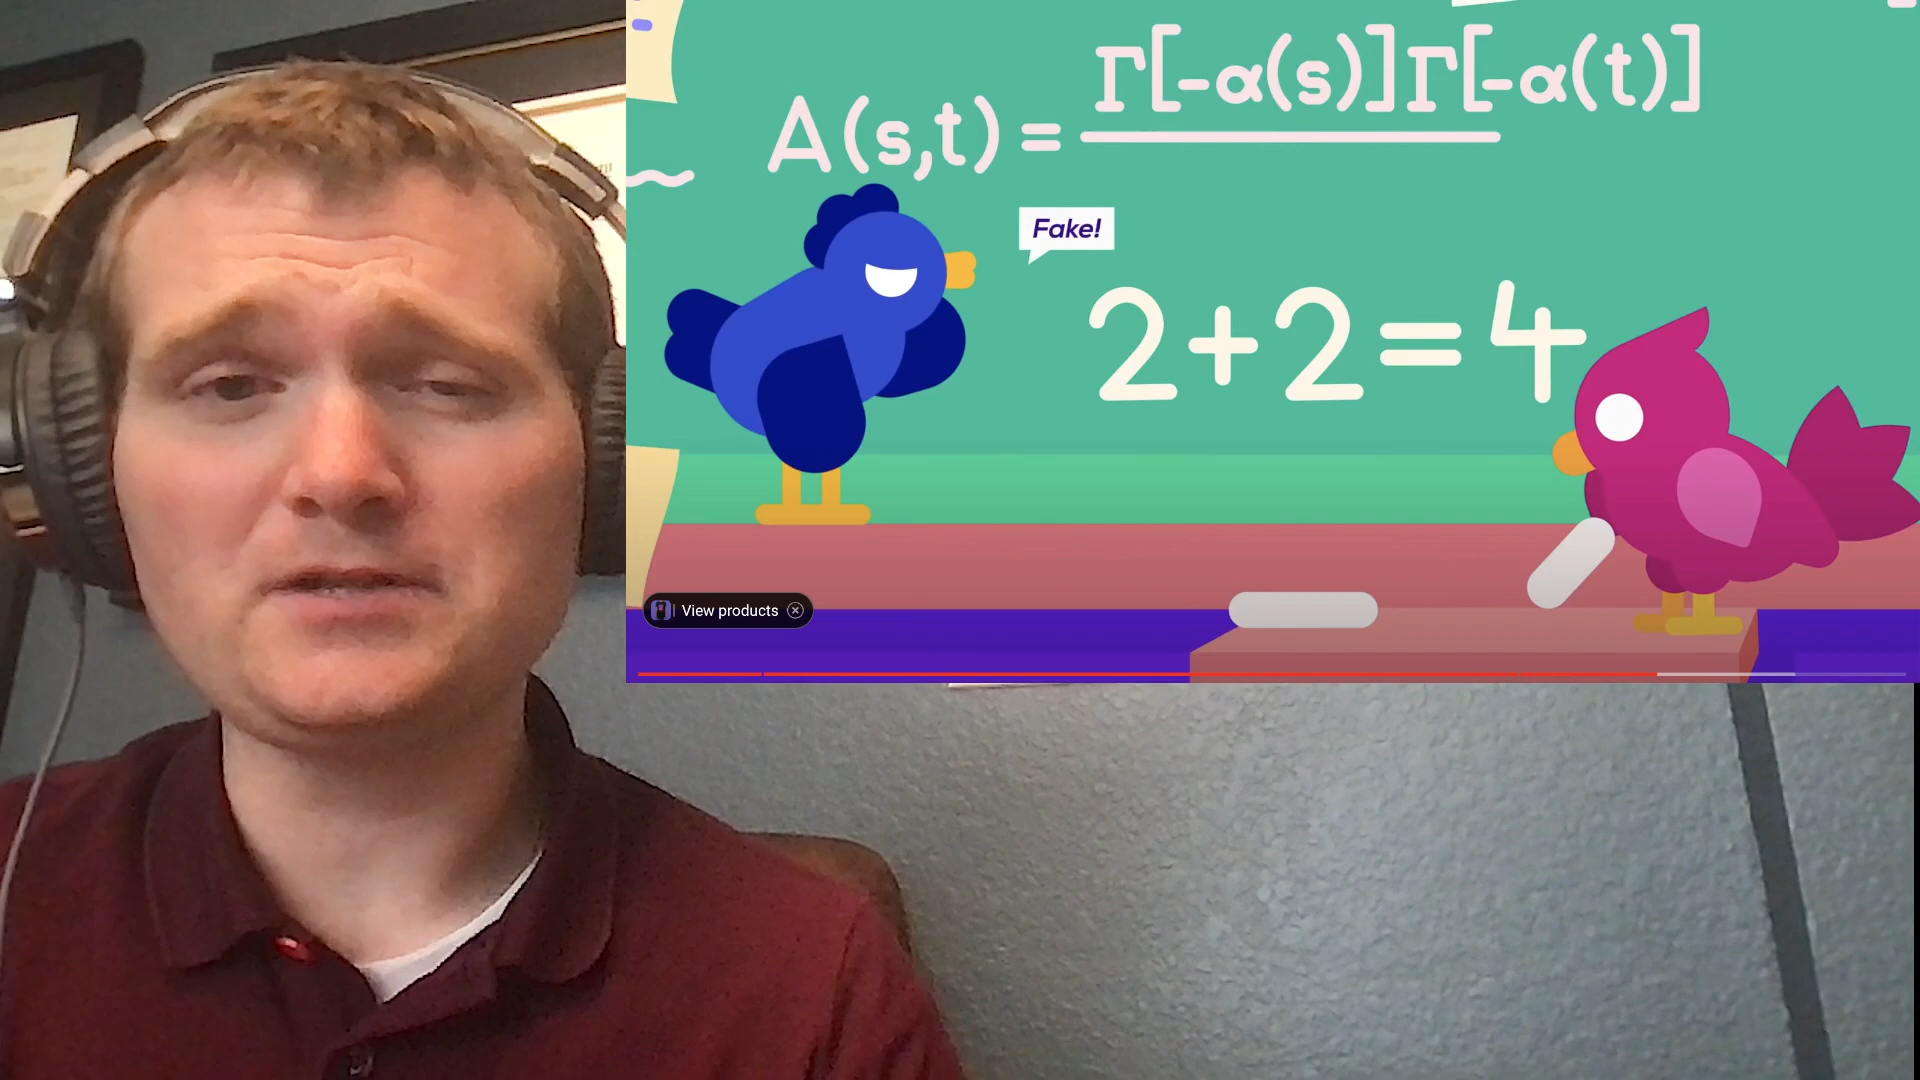 Γ[-α(s)]Γ[-α(t)]
A(s,t) =
Fake!
2+2=4
View products